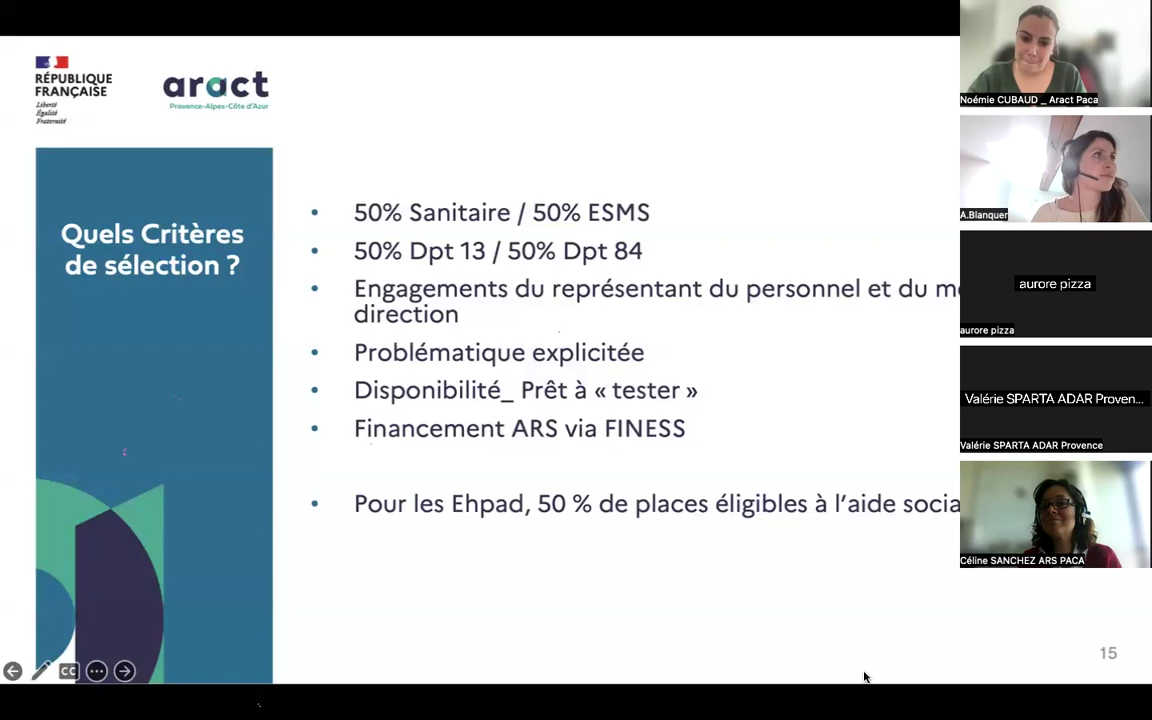 RÉPUBLIQUE
FRANÇAISE
Liberté
Égalité
Fraternité
aract
Provence-Alpes-Côte d'Azur
Quels Critères
de sélection ?
• 50% Sanitaire / 50% ESMS
• 50% Dpt 13 / 50% Dpt 84
• Engagements du représentant du personnel et du
direction
• Problématique explicitée
• Disponibilité_ Prêt à « tester »
• Financement ARS via FINESS
• Pour les Ehpad, 50 % de places éligibles à l'aide
15
CC
Noémie CUBAUD _ Aract Paca
A.Blanquer
aurore pizza
aurore pizza
Valérie SPARTA ADAR Proven...
Valérie SPARTA ADAR Provence
Céline SANCHEZ ARS PACA